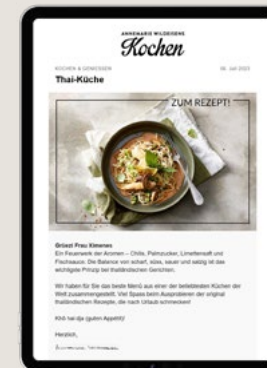 ANNEMARIE WILDEISENS
Kochen
KOCHEN & GENIESSEN
Juli 2023
Thai-Küche
ZUM REZEPT!
Grüezi Frau Ximenes
Ein Feuerwerk der Aromen – Chilis, Palmzucker, Limettensaft und
Fischsauce. Die Balance von scharf, süss, sauer und salzig ist das
wichtigste Prinzip bei thailändischen Gerichten.
Wir haben für Sie das beste Menü aus einer der beliebtesten Küchen der
Welt zusammengestellt. Viel Spass beim Ausprobieren der original
thailändischen Rezepte, die nach Urlaub schmecken!
(guten Appetit)!
Herzlich,